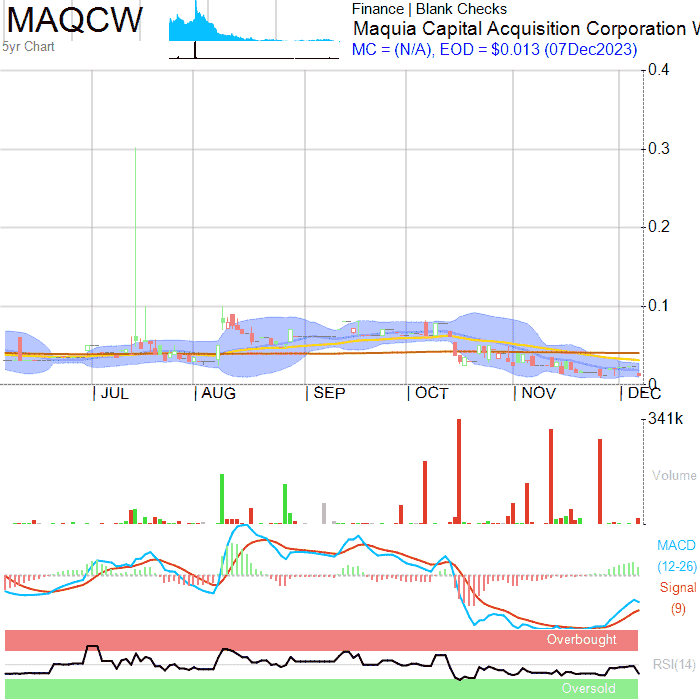 MAQCW
5yr Chart
Finance | Blank Checks
Maquia Capital Acquisition Corporation W
MC = (N/A), EOD = $0.013 (07Dec2023)
0.4
0.3
0.2
0.1
0
JUL
AUG
SEP
OCT
NOV
DEC
341k
Volume
MACD
(12-26)
Signal
(9)
Overbought
RSI(14)
Oversold